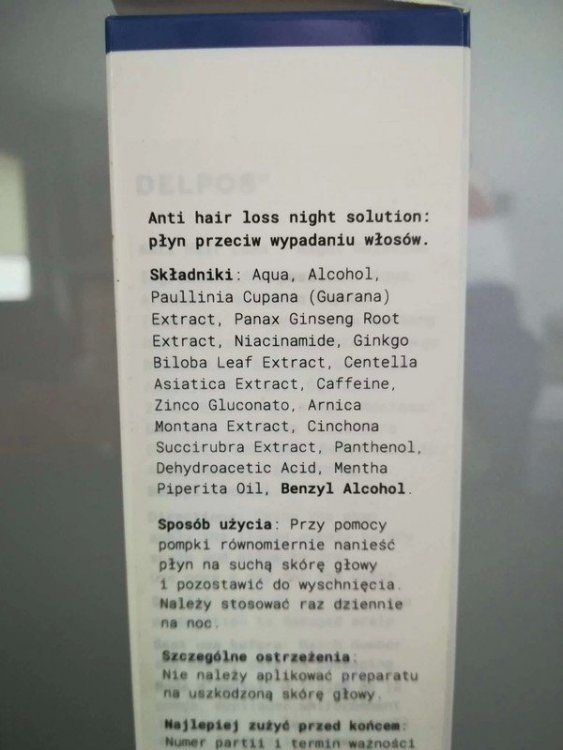 DELPOS
Anti hair loss night solution:
płyn przeciw wypadaniu włosów.
Składniki: Aqua, Alcohol,
Paullinia Cupana (Guarana)
Extract, Panax Ginseng Root
Extract, Niacinamide, Ginkgo
Biloba Leaf Extract, Centella
Asiatica Extract, Caffeine,
Zinco Gluconato, Arnica
Montana Extract, Cinchona
Succirubra Extract, Panthenol,
Dehydroacetic Acid, Mentha
Piperita Oil, Benzyl Alcohol.
Sposób użycia: Przy pomocy
pompki równomiernie nanieść
płyn na suchą skórę głowy
i pozostawić do wyschnięcia.
Należy stosować raz dziennie
na noc.
Szczególne ostrzeżenia:
Nie należy aplikować preparatu
na uszkodzoną skórę głowy.
Najlepiej zużyć przed końcem:
Numer partii i termin ważności